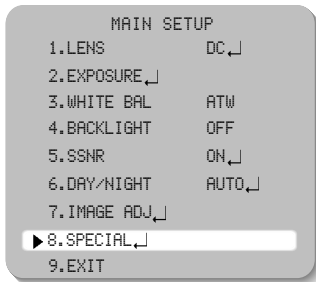 MAIN SETUP
1.LENS DC↵
2.EXPOSURE↵
3.WHITE BAL ATW
4.BACKLIGHT OFF
5.SSNR ON↵
6.DAY/NIGHT AUTO↵
7.IMAGE ADJ↵
▶8.SPECIAL↵
9.EXIT